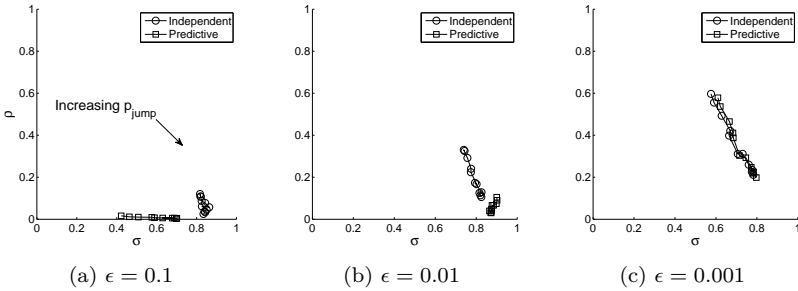 1
0.8
0.6
0.4
0.2
0
ρ
0 0.2 0.4 0.6 0.8 1
σ
Independent
Predictive
Increasing p_jump
(a) ϵ = 0.1
1
0.8
0.6
0.4
0.2
0
0 0.2 0.4 0.6 0.8 1
σ
Independent
Predictive
(b) ϵ = 0.01
1
0.8
0.6
0.4
0.2
0
0 0.2 0.4 0.6 0.8 1
σ
Independent
Predictive
(c) ϵ = 0.001